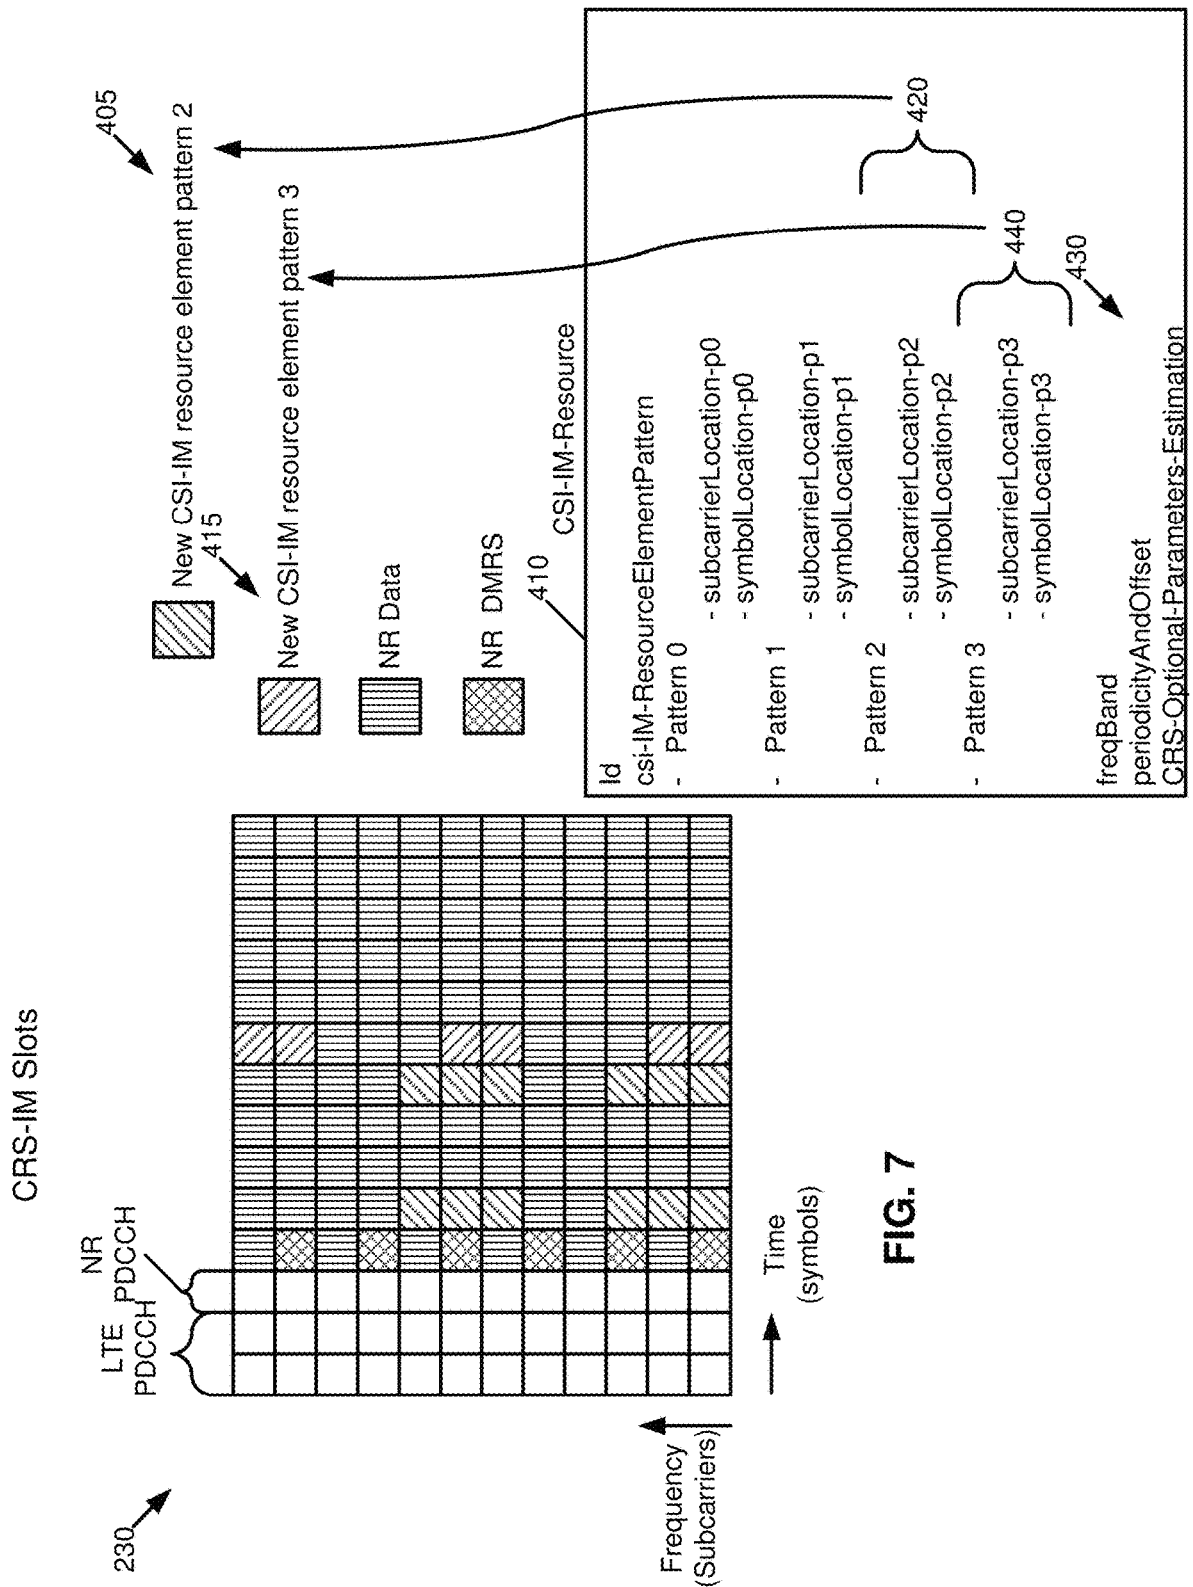 CRS-IM Slots
230
LTE
PDCCH
NR
PDCCH
Frequency
(Subcarriers)
Time
(symbols)
405
New CSI-IM resource element pattern 2
415
New CSI-IM resource element pattern 3
NR Data
NR DMRS
410
CSI-IM-Resource
Id
csi-IM-ResourceElementPattern
- Pattern 0
- subcarrierLocation-p0
- symbolLocation-p0
- Pattern 1
- subcarrierLocation-p1
- symbolLocation-p1
- Pattern 2
- subcarrierLocation-p2
- symbolLocation-p2
420
- Pattern 3
- subcarrierLocation-p3
- symbolLocation-p3
440
430
freqBand
periodicityAndOffset
CRS-Optional-Parameters-Estimation
FIG. 7